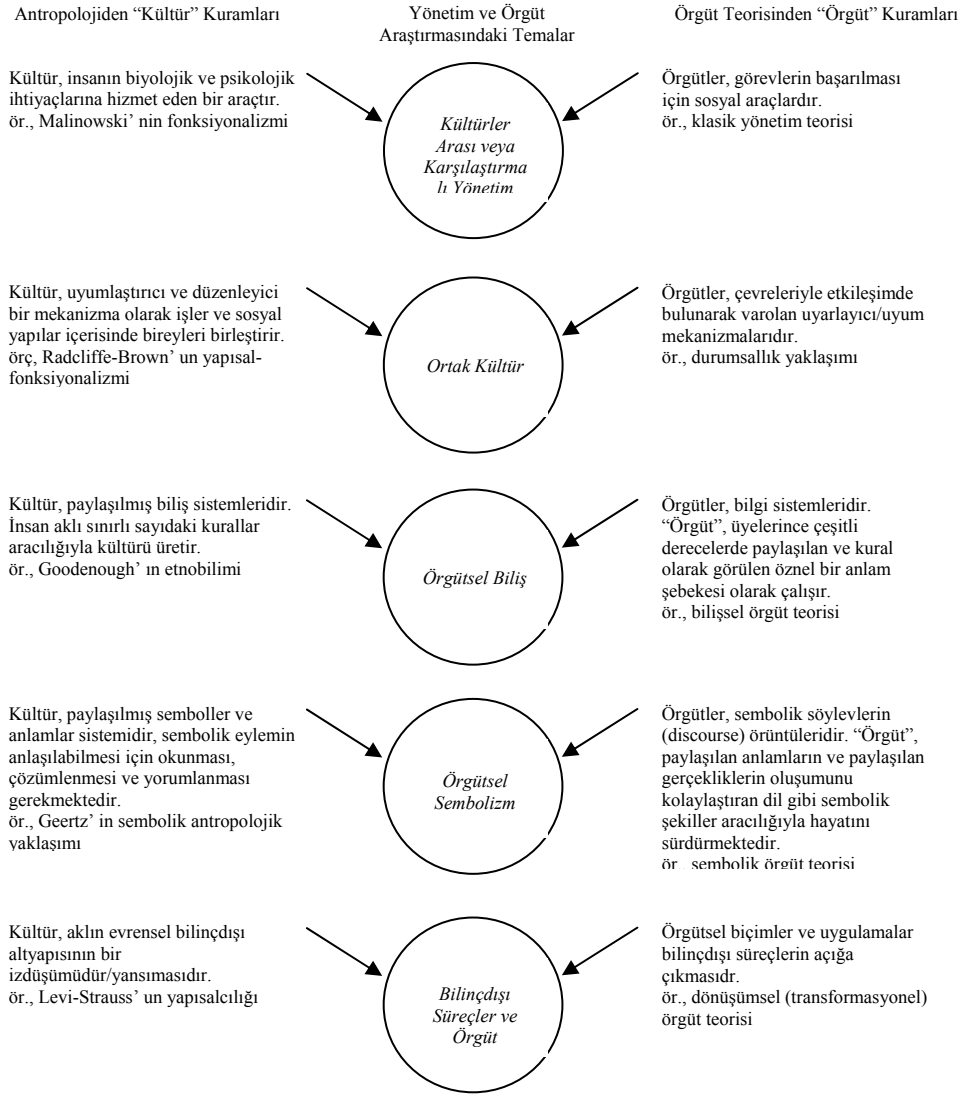 Antropolojiden “Kültür” Kuramları
Yönetim ve Örgüt
Araştırmasındaki Temalar
Örgüt Teorisinden “Örgüt” Kuramları
Kültür, insanın biyolojik ve psikolojik
ihtiyaçlarına hizmet eden bir araçtır.
ör., Malinowski’ nin fonksiyonalizmi
Kültürler
Arası veya
Karşılaştırma
lı Yönetim
Örgütler, görevlerin başarılması
için sosyal araçlardır.
ör., klasik yönetim teorisi
Kültür, uyumlaştırıcı ve düzenleyici
bir mekanizma olarak işler ve sosyal
yapılar içerisinde bireyleri birleştirir.
örç, Radcliffe-Brown’ un yapısal-
fonksiyonalizmi
Ortak Kültür
Örgütler, çevreleriyle etkileşimde
bulunarak varolan uyarlayıcı/uyum
mekanizmalarıdır.
ör., durumsallık yaklaşımı
Kültür, paylaşılmış biliş sistemleridir.
İnsan aklı sınırlı sayıdaki kurallar
aracılığıyla kültürü üretir.
ör., Goodenough’ ın etnobilimi
Örgütsel Biliş
Örgütler, bilgi sistemleridir.
“Örgüt”, üyelerince çeşitli
derecelerde paylaşılan ve kural
olarak görülen öznel bir anlam
şebekesi olarak çalışır.
ör., bilişsel örgüt teorisi
Kültür, paylaşılmış semboller ve
anlamlar sistemidir, sembolik eylemin
anlaşılabilmesi için okunması,
çözümlenmesi ve yorumlanması
gerekmektedir.
ör., Geertz’ in sembolik antropolojik
yaklaşımı
Örgütsel
Sembolizm
Örgütler, sembolik söylevlerin
(discourse) örüntüleridir. “Örgüt”,
paylaşılan anlamların ve paylaşılan
gerçekliklerin oluşumunu
kolaylaştıran dil gibi sembolik
şekiller aracılığıyla hayatını
sürdürmektedir.
ör., sembolik örgüt teorisi
Kültür, aklın evrensel bilinçdışı
altyapısının bir
izdüşümüdür/yansımasıdır.
ör., Levi-Strauss’ un yapısalcılığı
Bilinçdışı
Süreçler ve
Örgüt
Örgütsel biçimler ve uygulamalar
bilinçdışı süreçlerin açığa
çıkmasıdır.
ör., dönüşümsel (transformasyonel)
örgüt teorisi